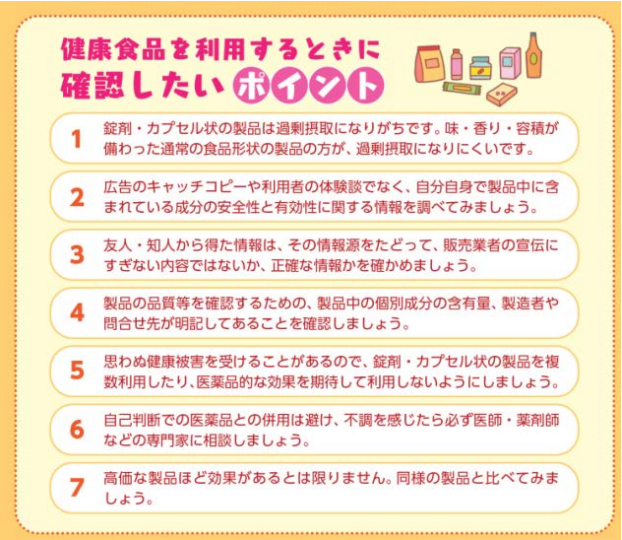 健康食品を利用するときに
確認したいポイント
1
錠剤・カプセル状の製品は過剰摂取になりがちです。味・香り・容積が
備わった通常の食品形状の製品の方が、過剰摂取になりにくいです。
2
広告のキャッチコピーや利用者の体験談でなく、自分自身で製品中に含
まれている成分の安全性と有効性に関する情報を調べてみましょう。
3
友人・知人から得た情報は、その情報源をたどって、販売業者の宣伝に
すぎない内容ではないか、正確な情報かを確かめましょう。
4
製品の品質等を確認するための、製品中の個別成分の含有量、製造者や
問合せ先が明記してあることを確認しましょう。
5
思わぬ健康被害を受けることがあるので、錠剤・カプセル状の製品を複
数利用したり、医薬品的な効果を期待して利用しないようにしましょう。
6
自己判断での医薬品との併用は避け、不調を感じたら必ず医師・薬剤師
などの専門家に相談しましょう。
7
高価な製品ほど効果があるとは限りません。同様の製品と比べてみま
しょう。